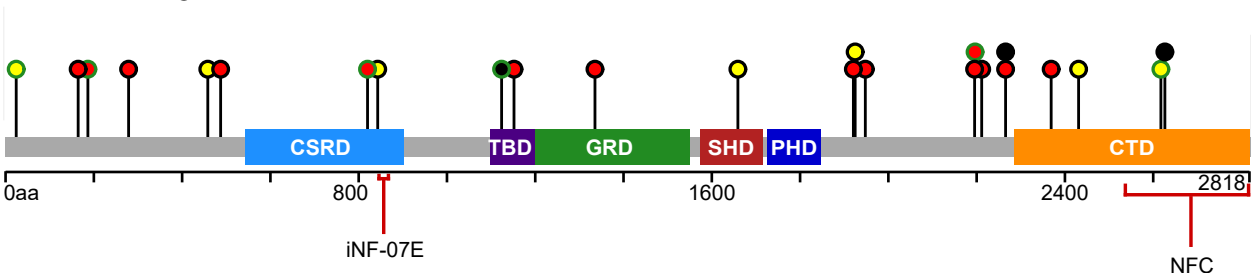 CSRD TBD GRD SHD PHD CTD
0aa 800 1600 2400 2818
iNF-07E
NFC